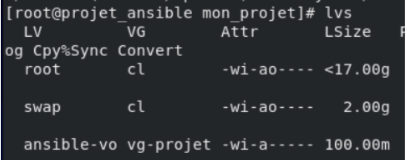 [root@projet_ansible mon_projet]# lvs
LV VG Attr LSize
og Cpy%Sync Convert
root cl -wi-ao---- <17.00g
swap cl -wi-ao---- 2.00g
ansible-vo vg-projet -wi-a----- 100.00m